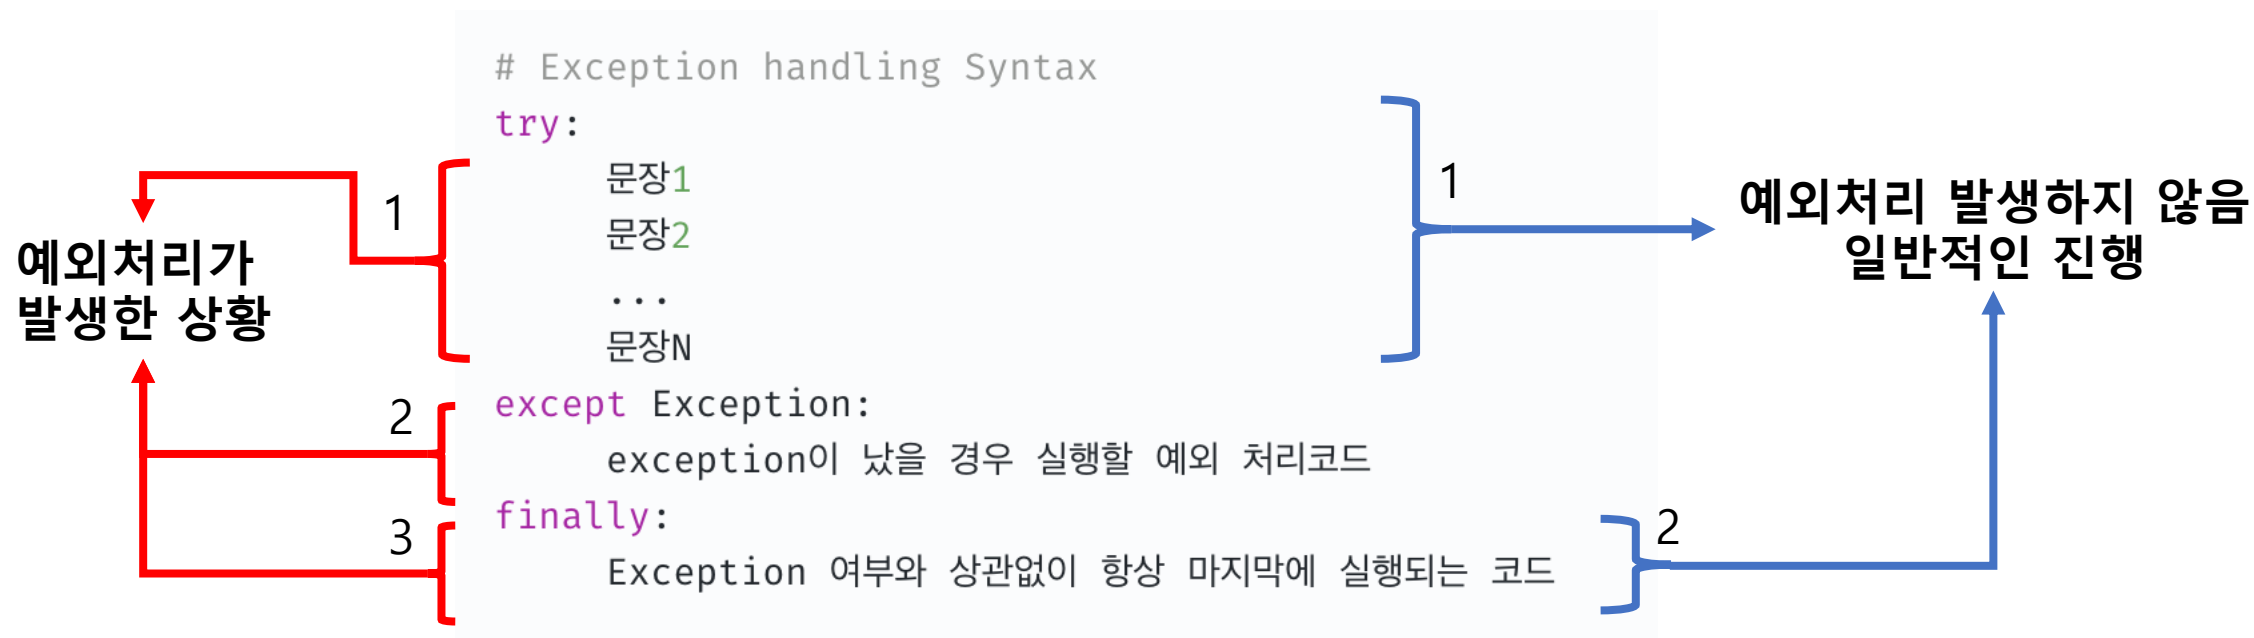 # Exception handling Syntax
try:
문장1
문장2
...
문장N
except Exception:
exception이 났을 경우 실행할 예외 처리코드
finally:
Exception 여부와 상관없이 항상 마지막에 실행되는 코드
1
예외처리가
발생한 상황
2
3
1
예외처리 발생하지 않음
일반적인 진행
2